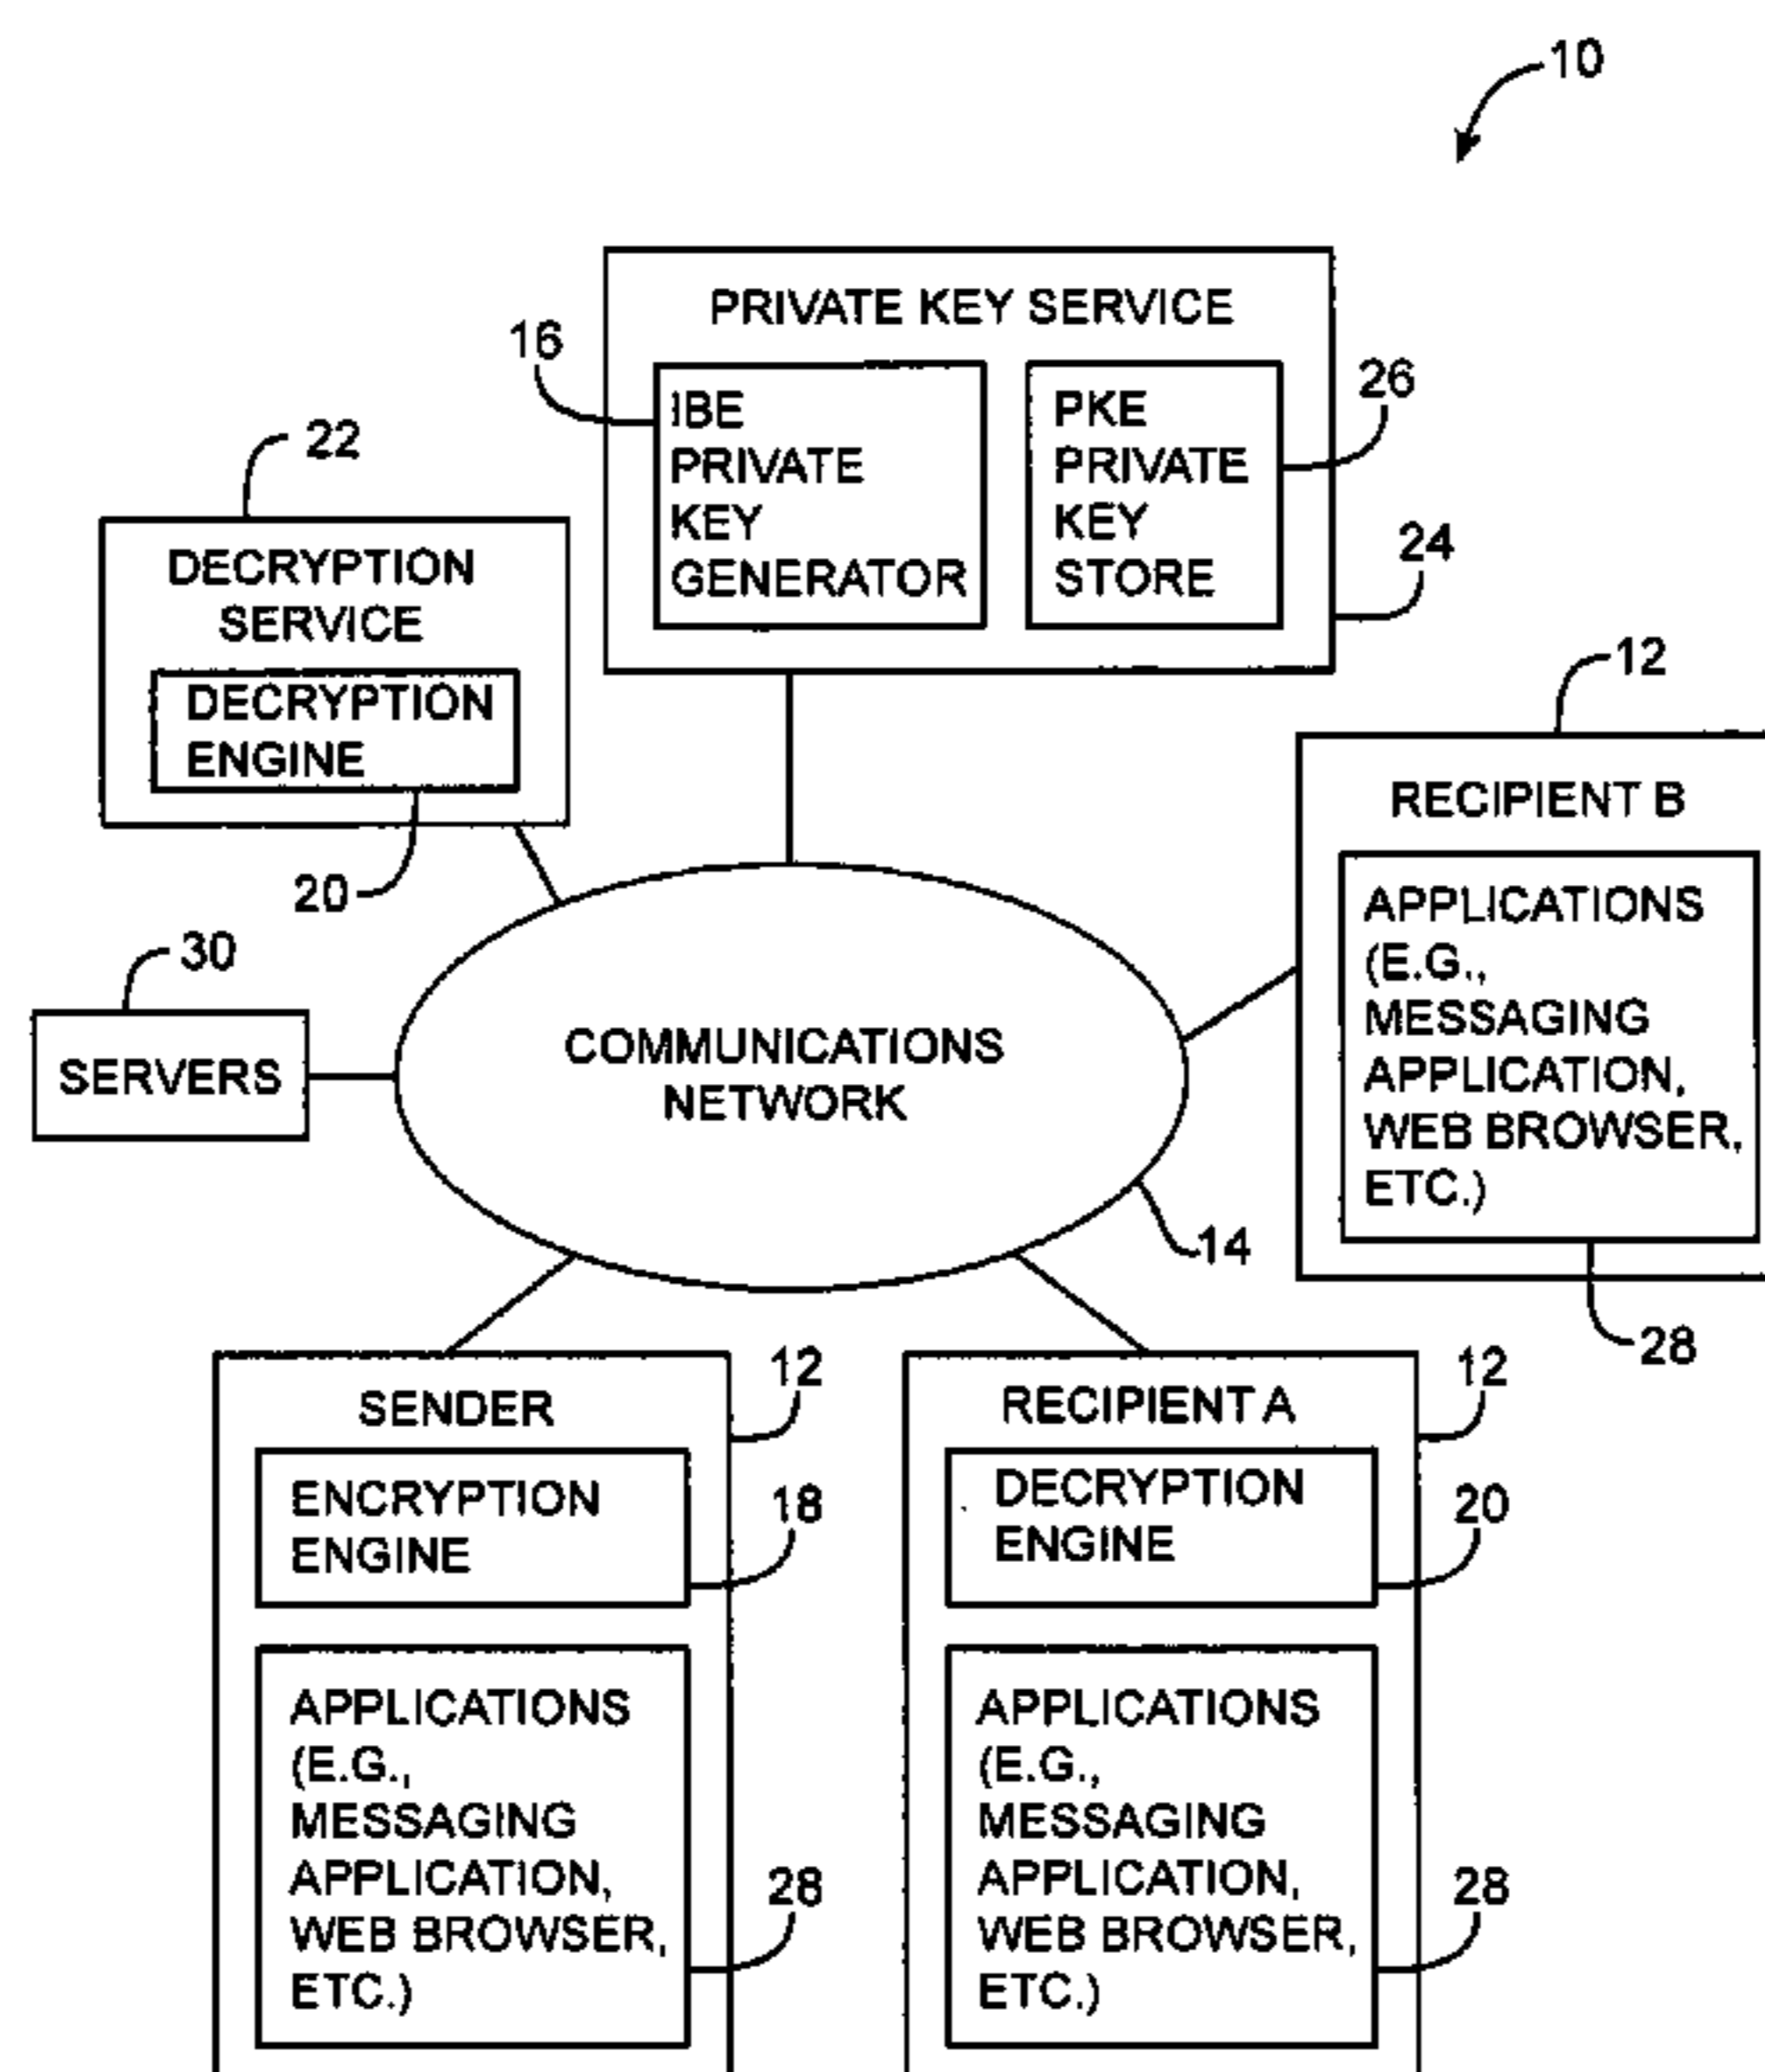 10
PRIVATE KEY SERVICE
16
IBE
PRIVATE
KEY
GENERATOR
PKE
PRIVATE
KEY
STORE
26
24
22
DECRYPTION
SERVICE
DECRYPTION
ENGINE
20
12
RECIPIENT B
APPLICATIONS
(E.G.,
MESSAGING
APPLICATION,
WEB BROWSER,
ETC.)
28
30
SERVERS
COMMUNICATIONS
NETWORK
14
SENDER
12
ENCRYPTION
ENGINE
18
APPLICATIONS
(E.G.,
MESSAGING
APPLICATION,
WEB BROWSER,
ETC.)
28
RECIPIENT A
12
DECRYPTION
ENGINE
20
APPLICATIONS
(E.G.,
MESSAGING
APPLICATION,
WEB BROWSER,
ETC.)
28